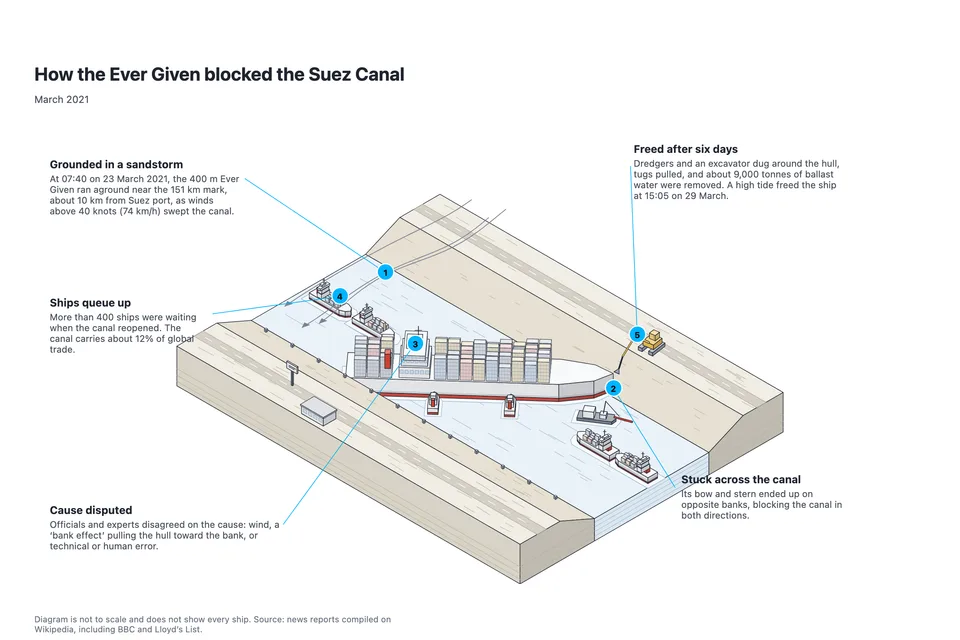 How the Ever Given blocked the Suez Canal
March 2021
Freed after six days
Dredgers and an excavator dug around the hull,
tugs pulled, and about 9,000 tonnes of ballast
water were removed. A high tide freed the ship
at 15:05 on 29 March.
Grounded in a sandstorm
At 07:40 on 23 March 2021, the 400 m Ever
Given ran aground near the 151 km mark,
about 10 km from Suez port, as winds
above 40 knots (74 km/h) swept the canal.
1
4
Ships queue up
More than 400 ships were waiting
when the canal reopened. The
canal carries about 12% of global
trade.
5
3
2
Stuck across the canal
Its bow and stern ended up on
opposite banks, blocking the canal in
both directions.
Cause disputed
Officials and experts disagreed on the cause: wind, a
‘bank effect’ pulling the hull toward the bank, or
technical or human error.
Diagram is not to scale and does not show every ship. Source: news reports compiled on
Wikipedia, including BBC and Lloyd’s List.